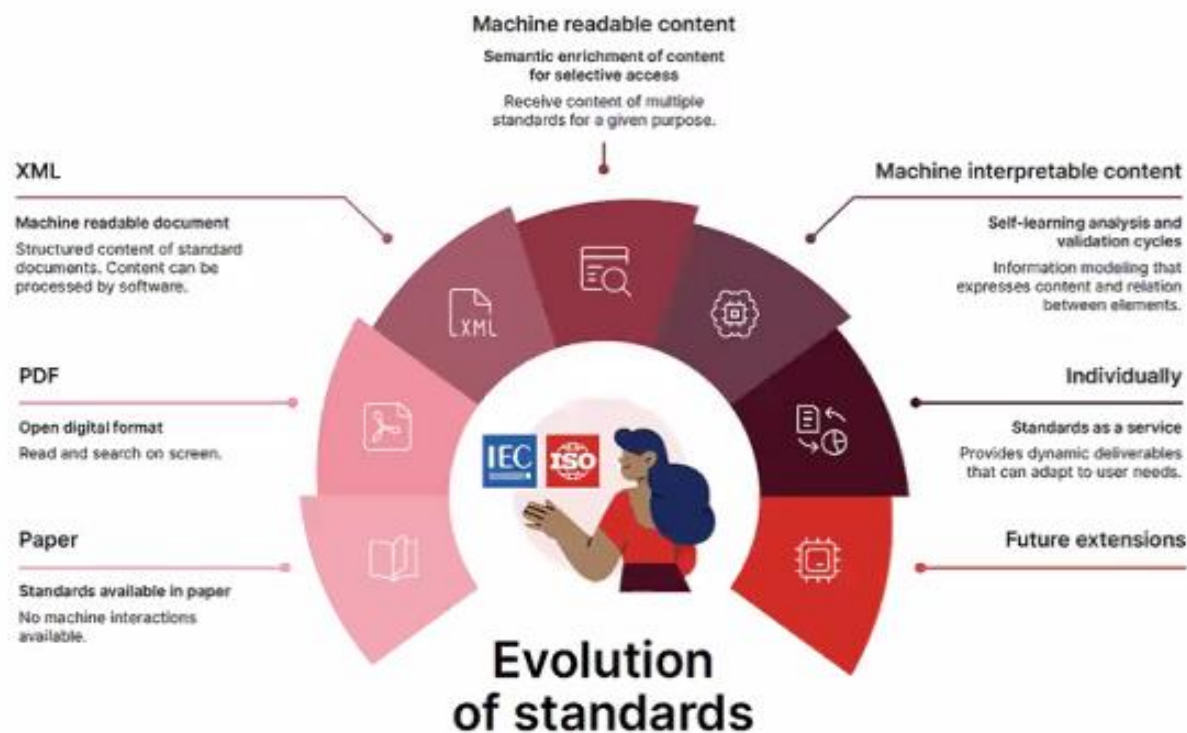 Machine readable content
Semantic enrichment of content
for selective access
Receive content of multiple
standards for a given purpose.
XML
Machine readable document
Structured content of standard
documents. Content can be
processed by software.
Machine interpretable content
Self-learning analysis and
validation cycles
Information modeling that
expresses content and relation
between elements.
XML
PDF
Open digital format
Read and search on screen.
Individually
Standards as a service
Provides dynamic deliverables
that can adapt to user needs.
IEC
ISO
Paper
Standards available in paper
No machine interactions
available.
Future extensions
Evolution
of standards